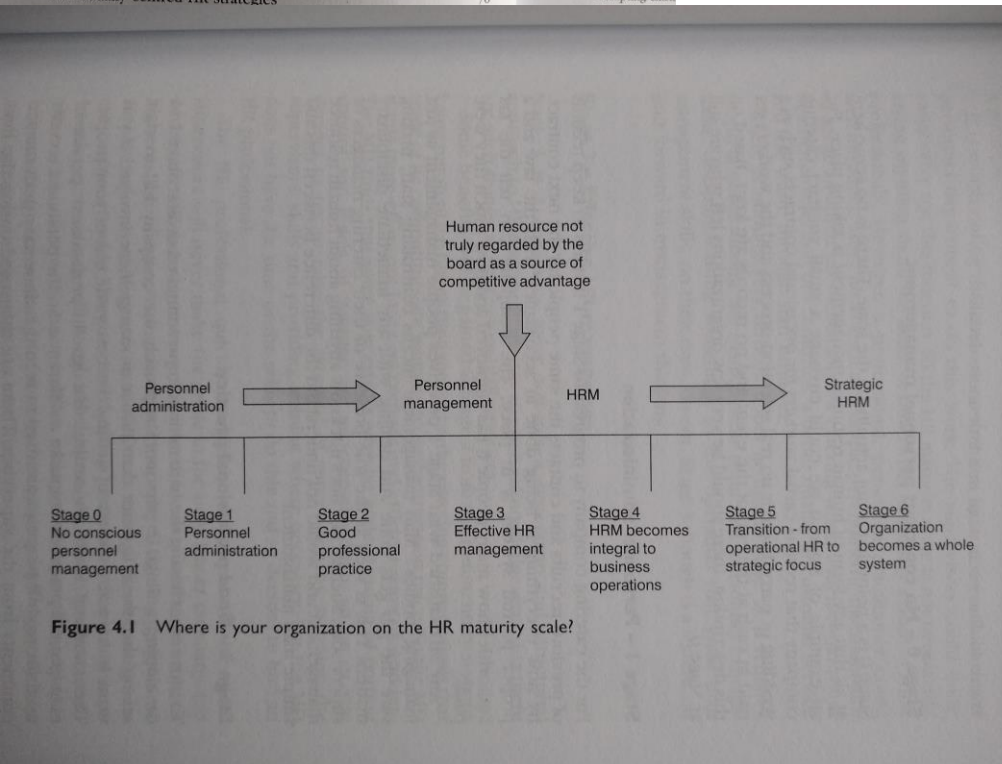 HR strategies
Human resource not
truly regarded by the
board as a source of
competitive advantage
Personnel
administration
Personnel
management
HRM
Strategic
HRM
Stage 0
No conscious
personnel
management
Stage 1
Personnel
administration
Stage 2
Good
professional
practice
Stage 3
Effective HR
management
Stage 4
HRM becomes
integral to
business
operations
Stage 5
Transition - from
operational HR to
strategic focus
Stage 6
Organization
becomes a whole
system
Figure 4.1 Where is your organization on the HR maturity scale?